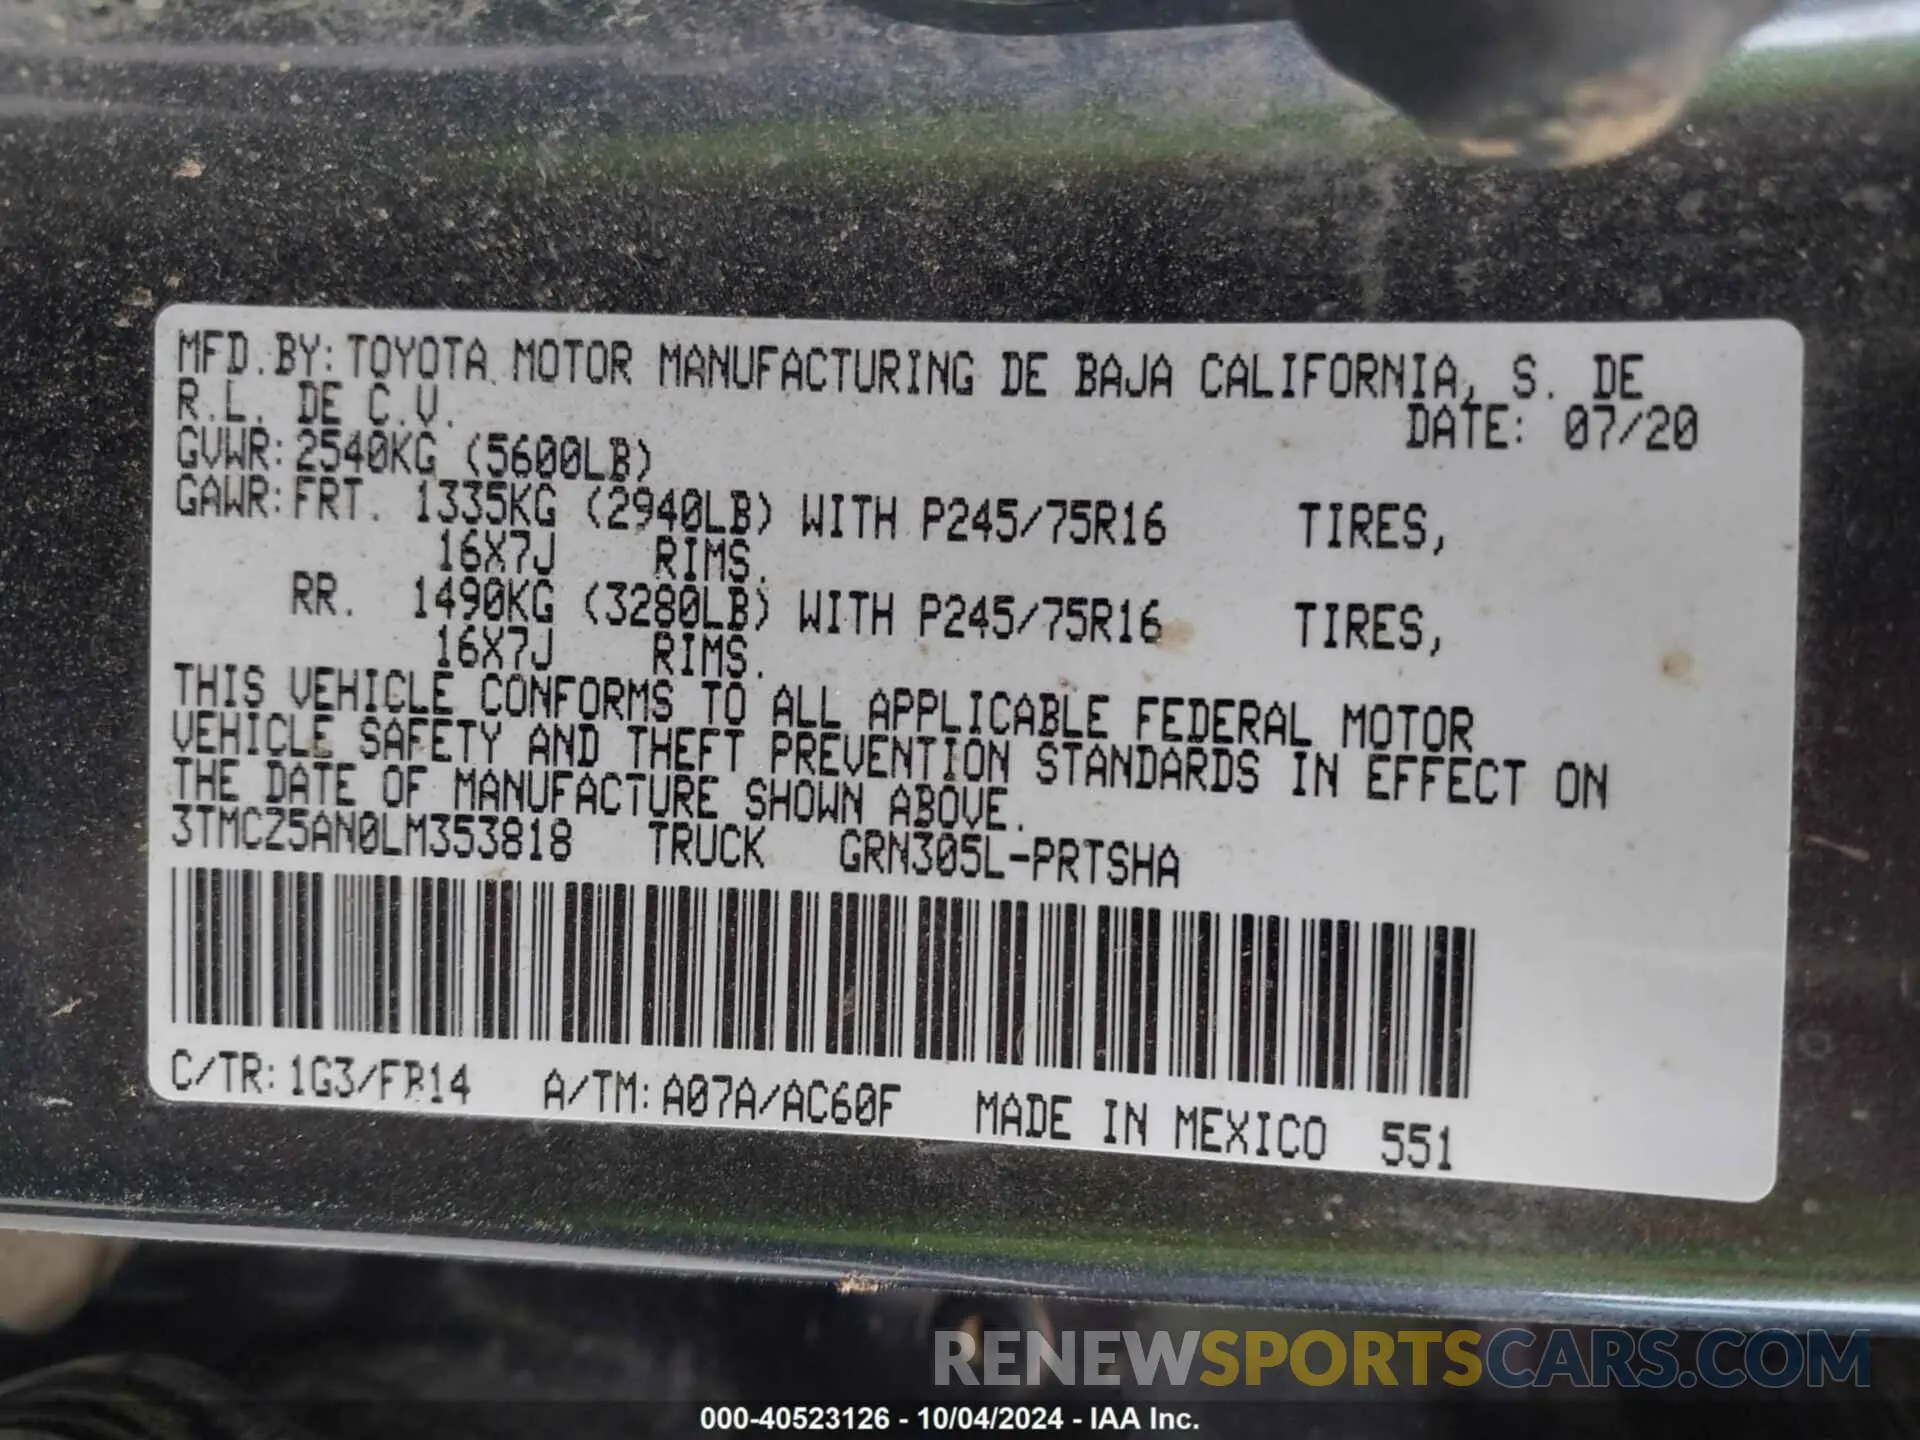 MFD.BY:TOYOTA MOTOR MANUFACTURING DE BAJA CALIFORNIA, S. DE
R.L. DE C.V.
DATE: 07/20
GVWR:2540KG (5600LB)
GAWR:FRT. 1335KG (2940LB) WITH P245/75R16 TIRES,
16X7J RIMS.
RR. 1490KG (3280LB) WITH P245/75R16 TIRES,
16X7J RIMS.
THIS VEHICLE CONFORMS TO ALL APPLICABLE FEDERAL MOTOR
VEHICLE SAFETY AND THEFT PREVENTION STANDARDS IN EFFECT ON
THE DATE OF MANUFACTURE SHOWN ABOVE.
3TMCZ5AN0LM353818 TRUCK GRN305L-PRTSHA
C/TR:1G3/FB14 A/TM:A07A/AC60F MADE IN MEXICO 551
RENEWSPORTSCARS.COM
000-40523126 - 10/04/2024 - IAA Inc.